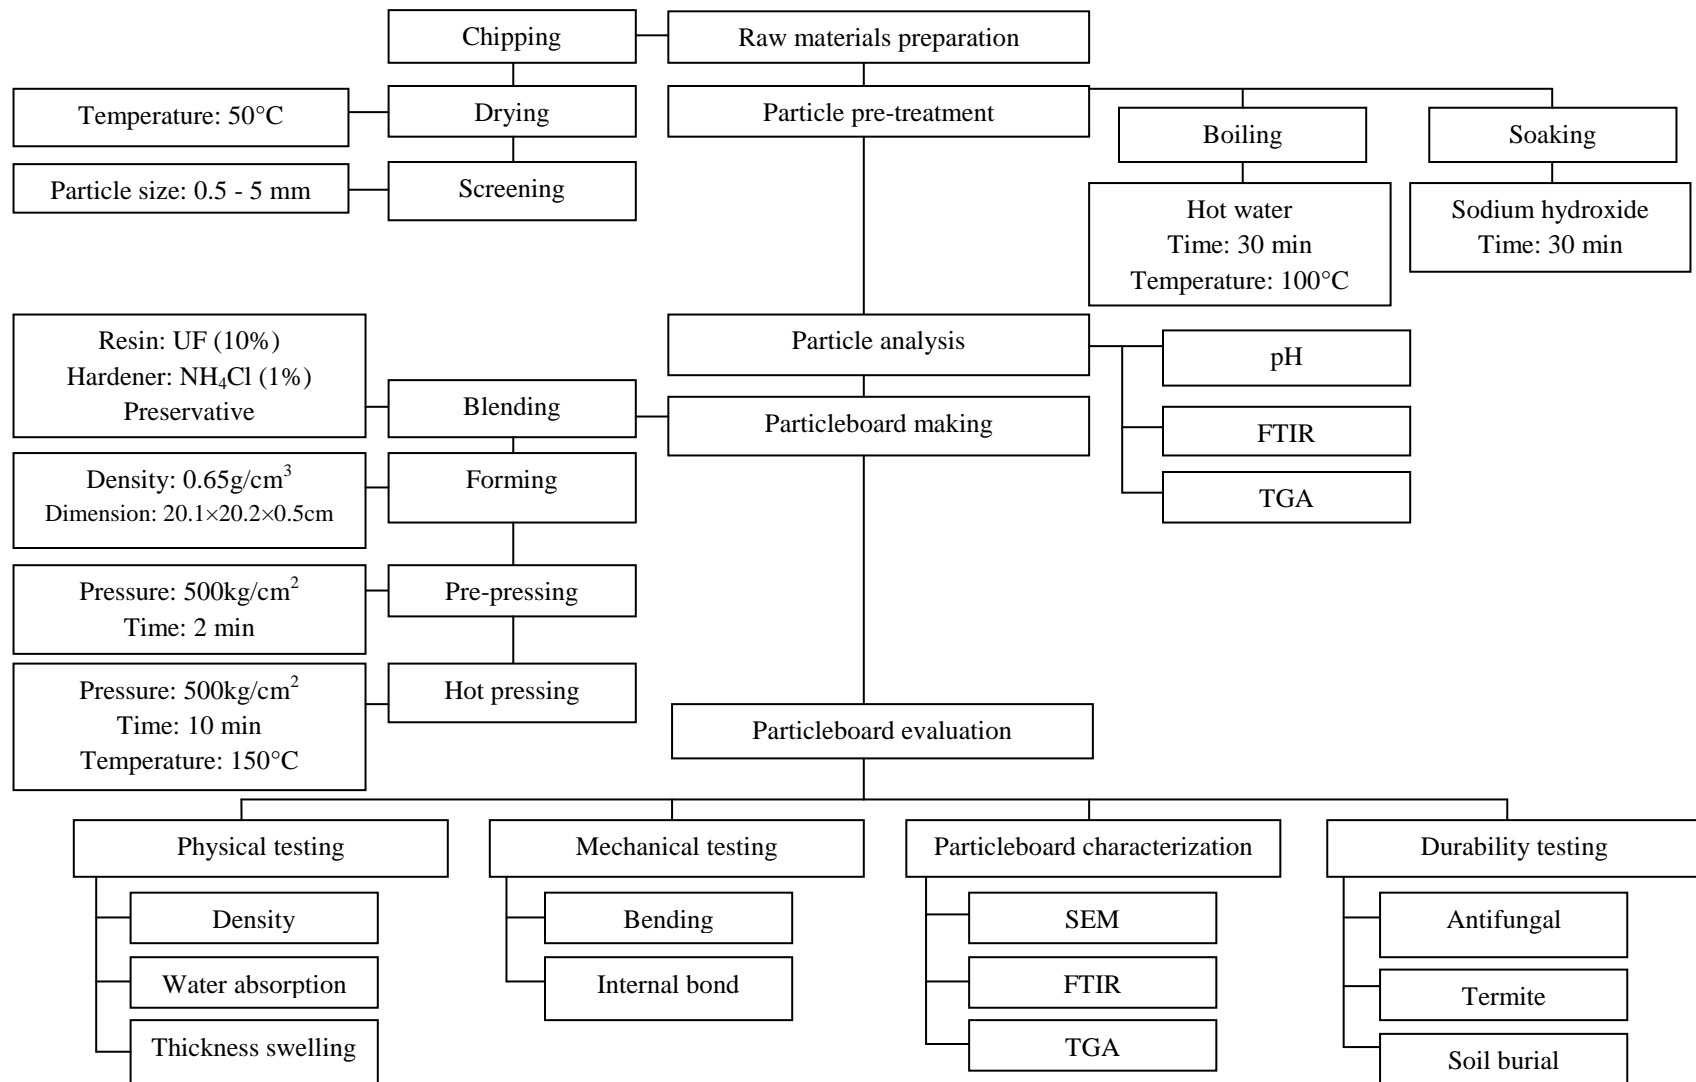 Chipping
Raw materials preparation
Temperature: 50°C
Drying
Particle pre-treatment
Boiling
Soaking
Particle size: 0.5 - 5 mm
Screening
Hot water
Time: 30 min
Temperature: 100°C
Sodium hydroxide
Time: 30 min
Resin: UF (10%)
Hardener: NH₄Cl (1%)
Preservative
Blending
Particle analysis
Particleboard making
pH
FTIR
TGA
Density: 0.65g/cm³
Dimension: 20.1×20.2×0.5cm
Forming
Pressure: 500kg/cm²
Time: 2 min
Pre-pressing
Pressure: 500kg/cm²
Time: 10 min
Temperature: 150°C
Hot pressing
Particleboard evaluation
Physical testing
Mechanical testing
Particleboard characterization
Durability testing
Density
Water absorption
Thickness swelling
Bending
Internal bond
SEM
FTIR
TGA
Antifungal
Termite
Soil burial